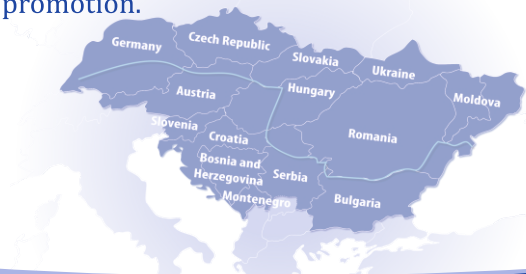 promotion.
Germany
Czech Republic
Slovakia
Ukraine
Moldova
Austria
Hungary
Slovenia
Croatia
Romania
Bosnia and
Herzegovina
Serbia
Montenegro
Bulgaria